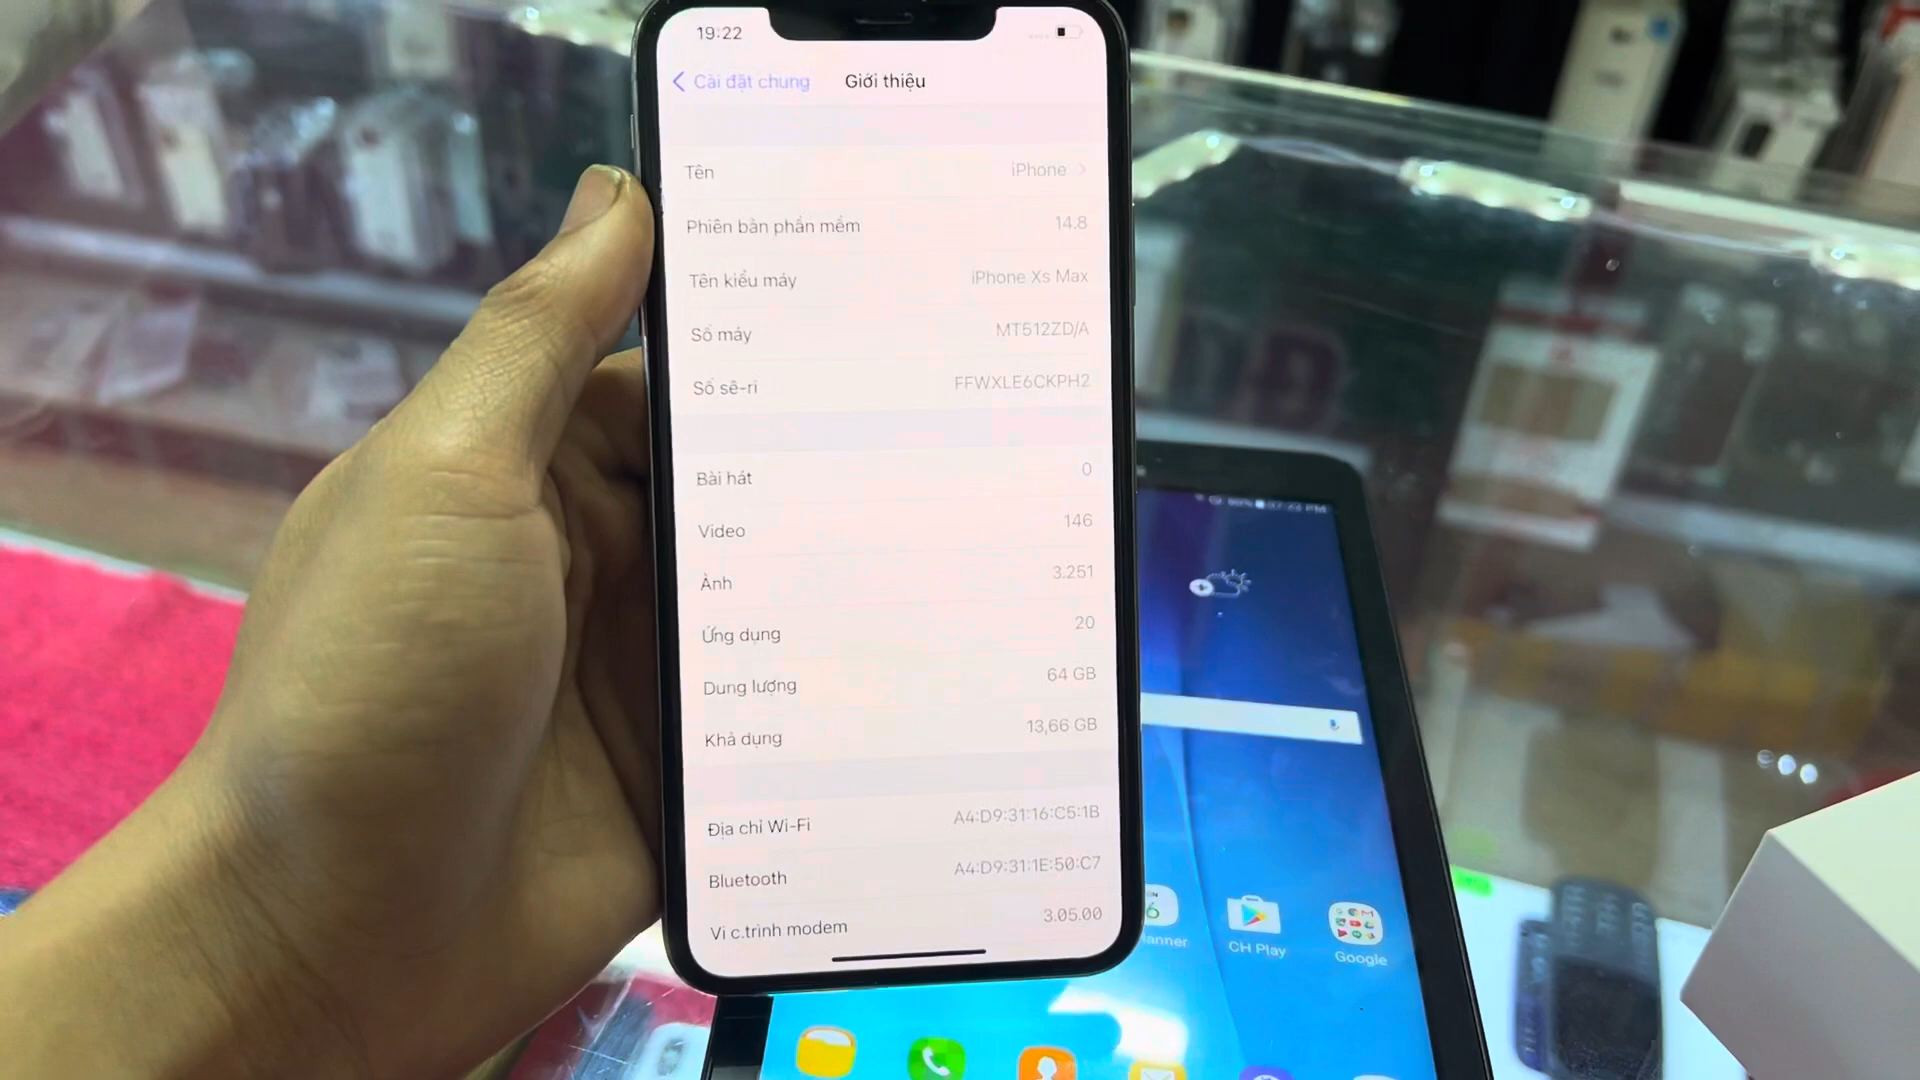 19:22
Cài đặt chung
Giới thiệu
Tên
iPhone
Phiên bản phần mềm
14.8
Tên kiểu máy
iPhone Xs Max
Số máy
MT512ZD/A
Số sê-ri
FFWXLE6CKPH2
Bài hát
0
Video
146
Ảnh
3.251
Ứng dụng
20
Dung lượng
64 GB
Khả dụng
13,66 GB
Địa chỉ Wi-Fi
A4:D9:31:16:C5:1B
Bluetooth
A4:D9:31:1E:50:C7
Vi c.trình modem
3.05.00
CH Play
Google